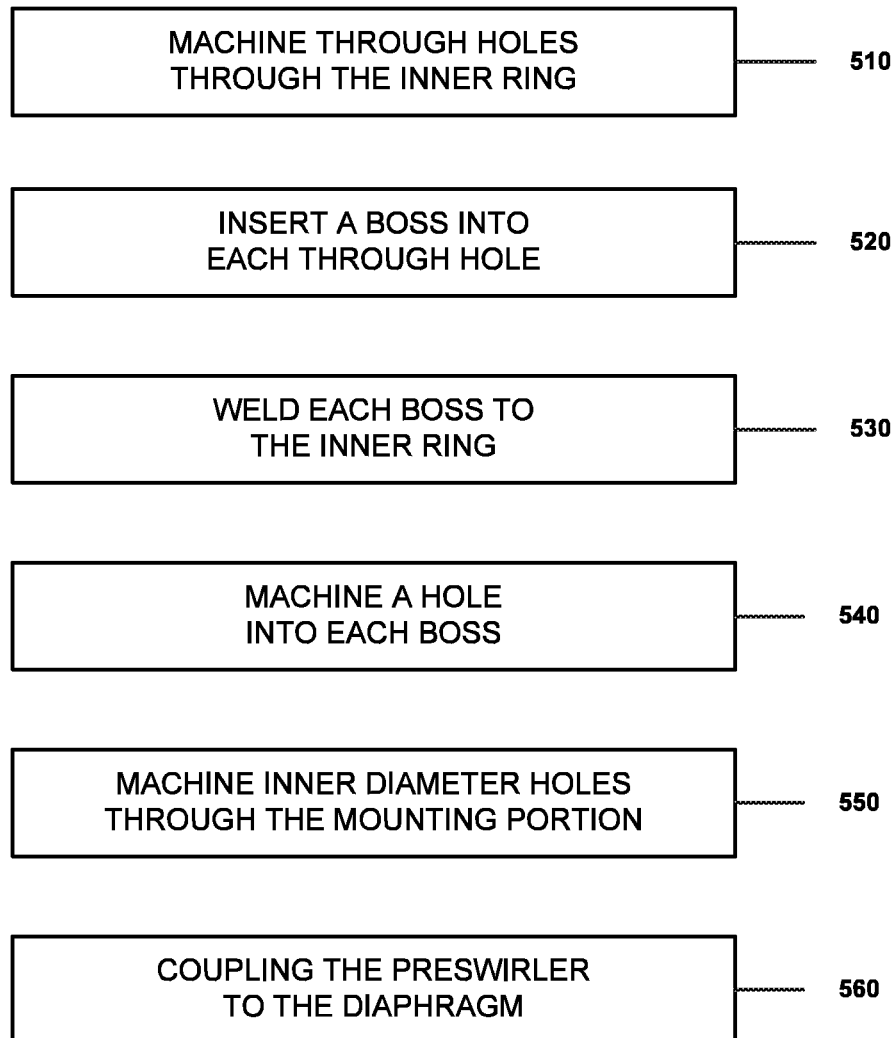 MACHINE THROUGH HOLES
THROUGH THE INNER RING
510
INSERT A BOSS INTO
EACH THROUGH HOLE
520
WELD EACH BOSS TO
THE INNER RING
530
MACHINE A HOLE
INTO EACH BOSS
540
MACHINE INNER DIAMETER HOLES
THROUGH THE MOUNTING PORTION
550
COUPLING THE PRESWIRLER
TO THE DIAPHRAGM
560